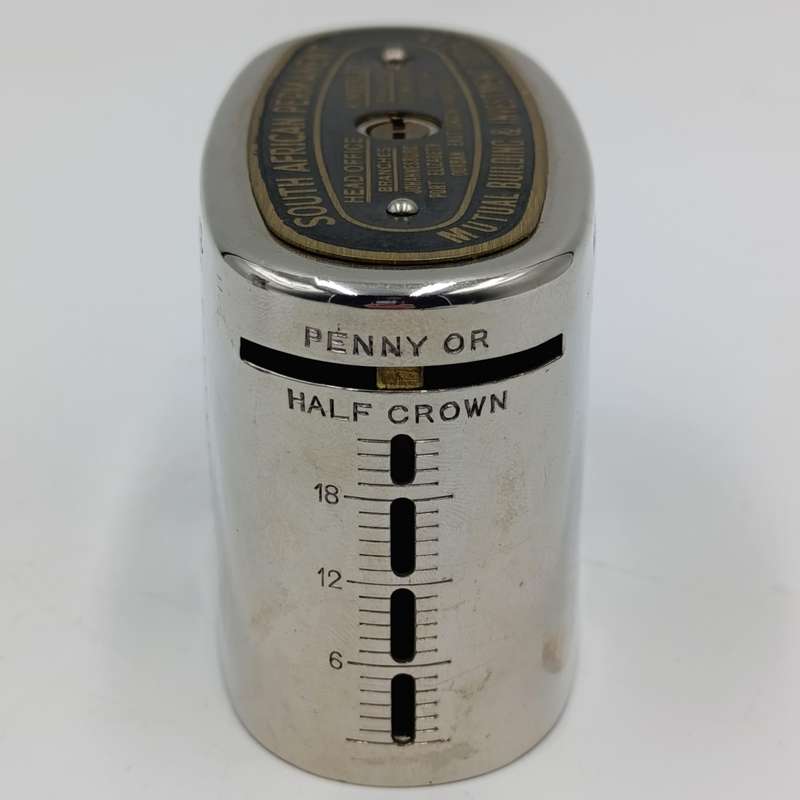 SOUTH AFRICAN PERMANENT
MUTUAL BUILDING & INVESTMENT
HEAD OFFICE
BRANCHES
JOHANNESBURG
PORT ELIZABETH
DURBAN
PENNY OR
HALF CROWN
18
12
6